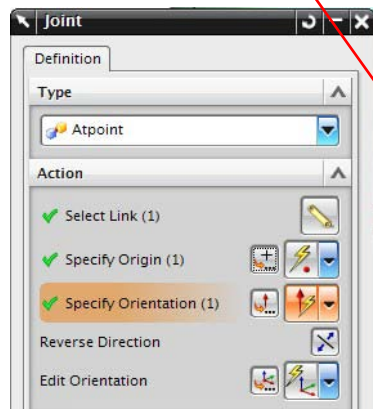 Joint
Definition
Type
Atpoint
Action
Select Link (1)
Specify Origin (1)
Specify Orientation (1)
Reverse Direction
Edit Orientation